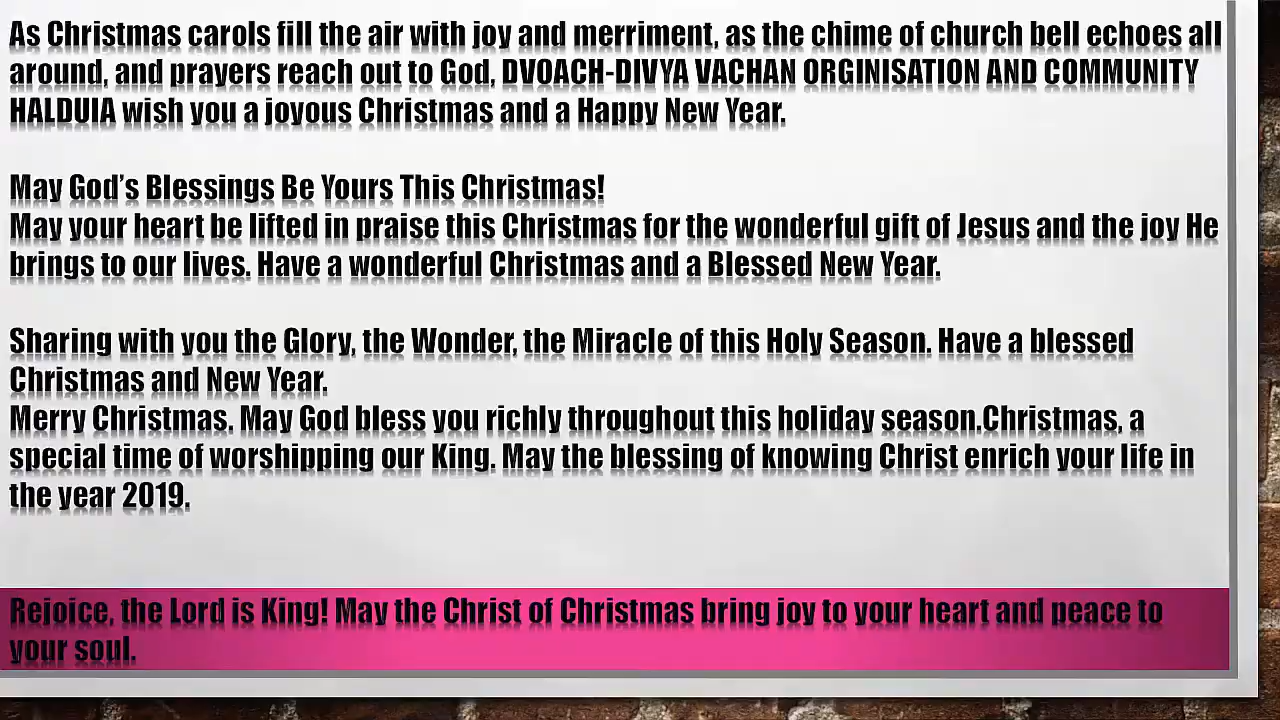 As Christmas carols fill the air with joy and merriment, as the chime of church bell echoes all
around, and prayers reach out to God, DVOACH-DIVYA VACHAN ORGINISATION AND COMMUNITY
HALDUIA wish you a joyous Christmas and a Happy New Year.
May God’s Blessings Be Yours This Christmas!
May your heart be lifted in praise this Christmas for the wonderful gift of Jesus and the joy He
brings to our lives. Have a wonderful Christmas and a Blessed New Year.
Sharing with you the Glory, the Wonder, the Miracle of this Holy Season. Have a blessed
Christmas and New Year.
Merry Christmas. May God bless you richly throughout this holiday season.Christmas, a
special time of worshipping our King. May the blessing of knowing Christ enrich your life in
the year 2019.
Rejoice, the Lord is King! May the Christ of Christmas bring joy to your heart and peace to
your soul.